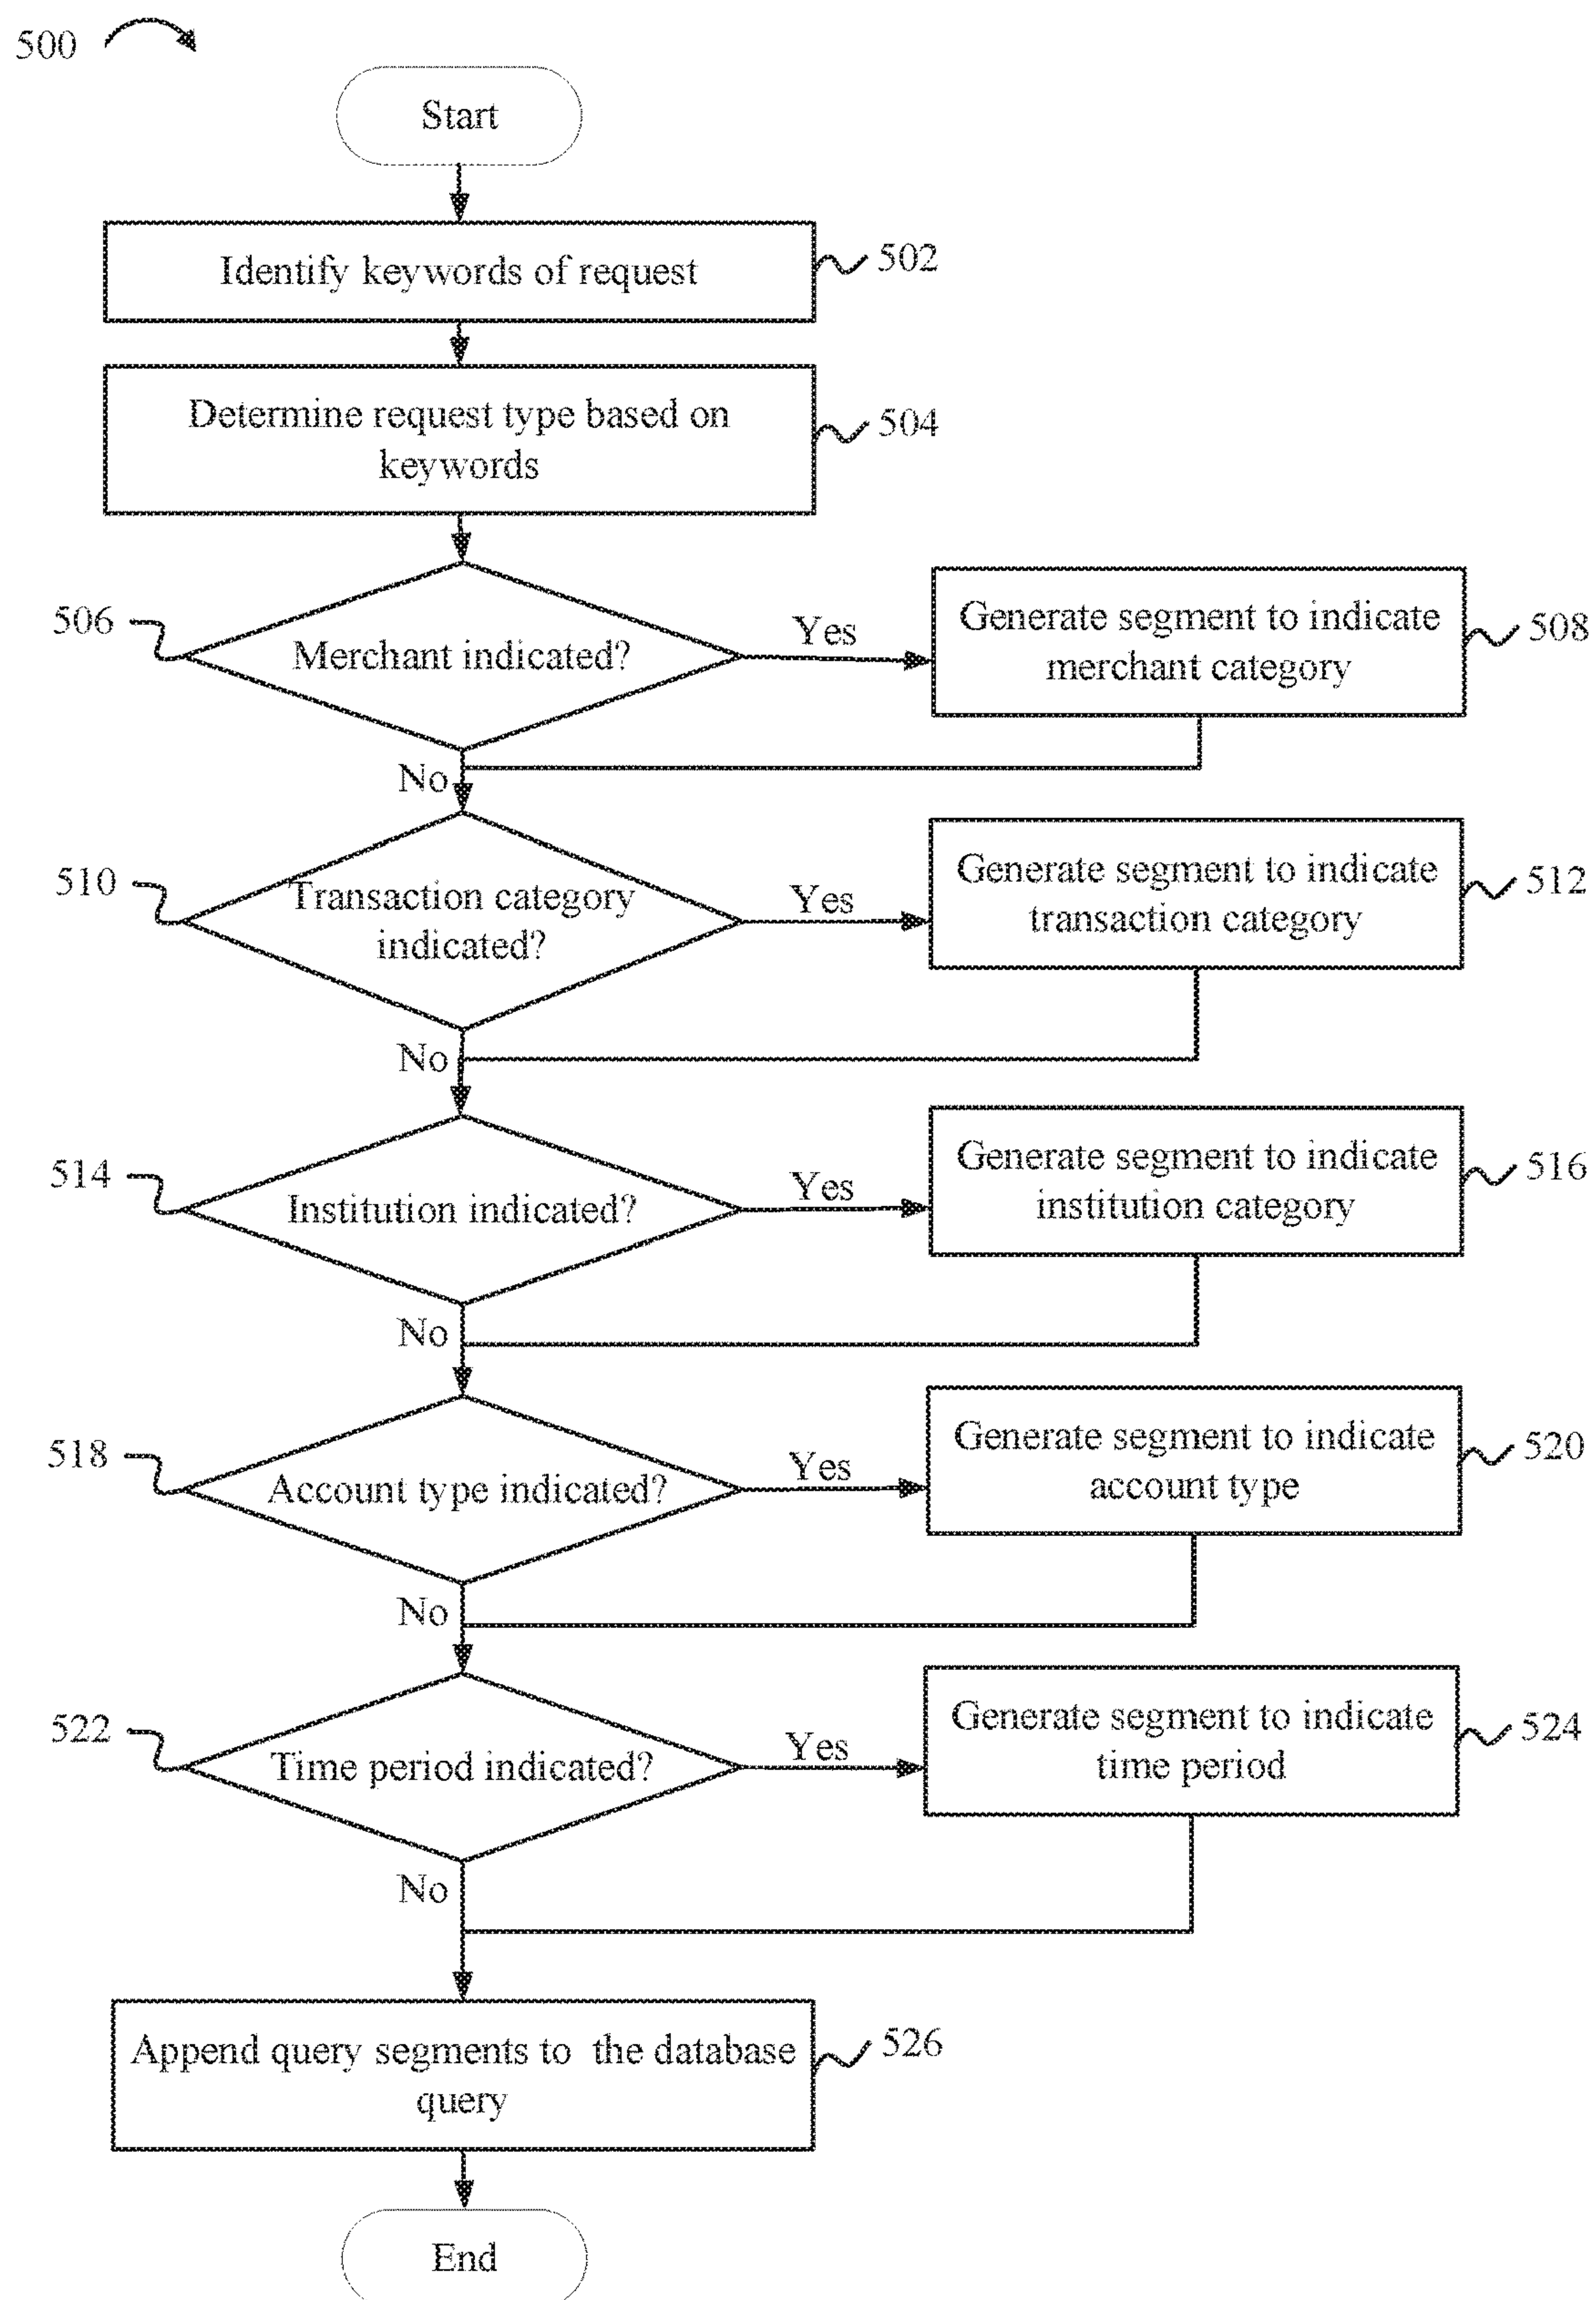 500
Start
Identify keywords of request
502
Determine request type based on
keywords
504
506
Merchant indicated?
Yes
Generate segment to indicate
merchant category
508
No
510
Transaction category
indicated?
Yes
Generate segment to indicate
transaction category
512
No
514
Institution indicated?
Yes
Generate segment to indicate
institution category
516
No
518
Account type indicated?
Yes
Generate segment to indicate
account type
520
No
522
Time period indicated?
Yes
Generate segment to indicate
time period
524
No
Append query segments to the database
query
526
End